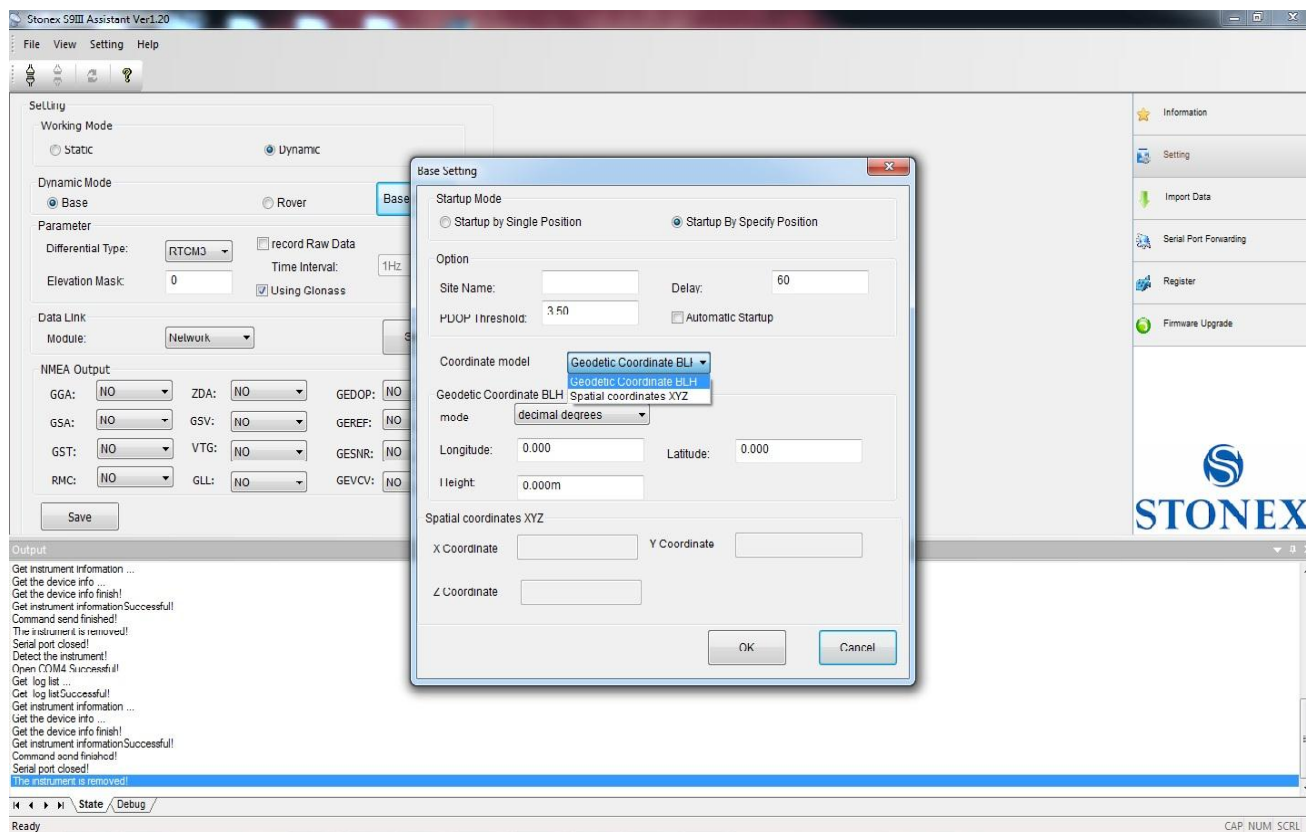 Stonex S9III Assistant Ver1.20
File View Setting Help
Setting
Working Mode
Static Dynamic
Dynamic Mode
Base Rover Base
Parameter
Differential Type: RTCM3 record Raw Data
Time Interval: 1Hz
Elevation Mask: 0 Using Glonass
Data Link
Module: Network
NMEA Output
GGA: NO ZDA: NO GEDOP: NO
GSA: NO GSV: NO GEREF: NO
GST: NO VTG: NO GESNR: NO
RMC: NO GLL: NO GEVCV: NO
Save
Base Setting
Startup Mode
Startup by Single Position Startup By Specify Position
Option
Site Name: Delay: 60
PDOP Threshold: 3.50 Automatic Startup
Coordinate model Geodetic Coordinate BLH
Geodetic Coordinate BLH
Spatial coordinates XYZ
Geodetic Coordinate BLH
mode decimal degrees
Longitude: 0.000 Latitude: 0.000
Height: 0.000m
Spatial coordinates XYZ
X Coordinate Y Coordinate
Z Coordinate
OK Cancel
Information
Setting
Import Data
Serial Port Forwarding
Register
Firmware Upgrade
STONEX
Output
Get instrument information ...
Get the device info ...
Get the device info finish!
Get instrument informationSuccessful!
Command send finished!
The instrument is removed!
Serial port closed!
Detect the instrument!
Open COM4 Successful!
Get log list ...
Get log listSuccessful!
Get instrument information ...
Get the device info ...
Get the device info finish!
Get instrument informationSuccessful!
Command send finished!
Serial port closed!
The instrument is removed!
State Debug
Ready CAP NUM SCRL